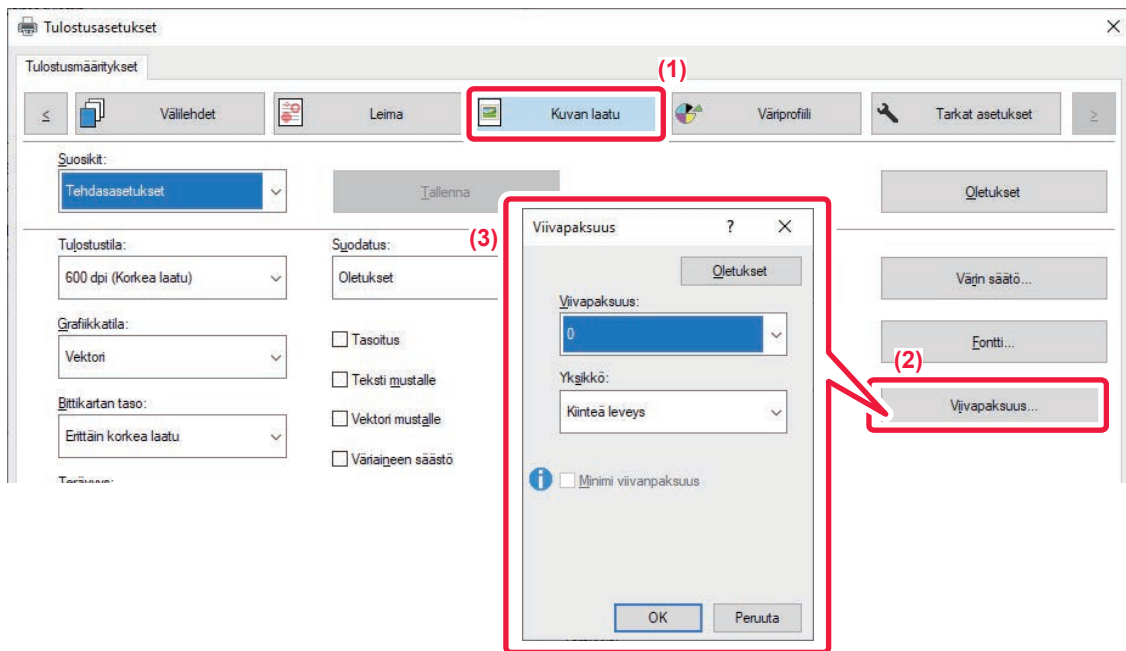 Tulostusasetukset
Tulostusmääritykset
(1)
≤
Välilehdet
Leima
Kuvan laatu
Väriprofiili
Tarkat asetukset
≥
Suosikit:
Tehdasasetukset
Tallenna
Oletukset
(3)
Tulostustila:
600 dpi (Korkea laatu)
Suodatus:
Oletukset
Viivapaksuus
?
Oletukset
Viivapaksuus:
0
Yksikkö:
Kiinteä leveys
Minimi viivanpaksuus
OK
Peruuta
Värin säätö...
Grafiikkatila:
Vektori
Tasoitus
Teksti mustalle
Fontti...
(2)
Bittikartan taso:
Erittäin korkea laatu
Vektori mustalle
Väriaineen säästö
Viivapaksuus...